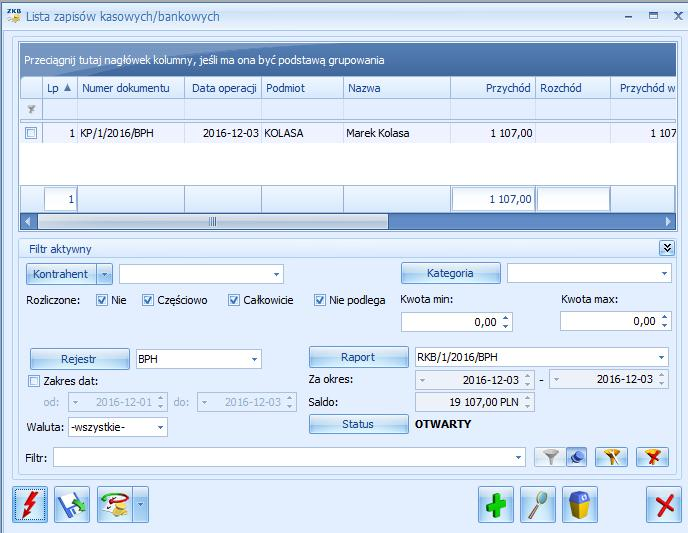 ZKB
Lista zapisów kasowych/bankowych
Przeciągnij tutaj nagłówek kolumny, jeśli ma ona być podstawą grupowania
Lp Numer dokumentu Data operacji Podmiot Nazwa Przychód Rozchód Przychód w
1 KP/1/2016/BPH 2016-12-03 KOLASA Marek Kolasa 1 107,00 1 107
1 1 107,00
Filtr aktywny
Kontrahent Kategoria
Rozliczone: Nie Częściowo Całkowicie Nie podlega Kwota min: Kwota max:
0,00 0,00
Rejestr BPH Raport RKB/1/2016/BPH
Zakres dat: Za okres: 2016-12-03 - 2016-12-03
od: 2016-12-01 do: 2016-12-03 Saldo: 19 107,00 PLN
Waluta: -wszystkie- Status OTWARTY
Filtr: